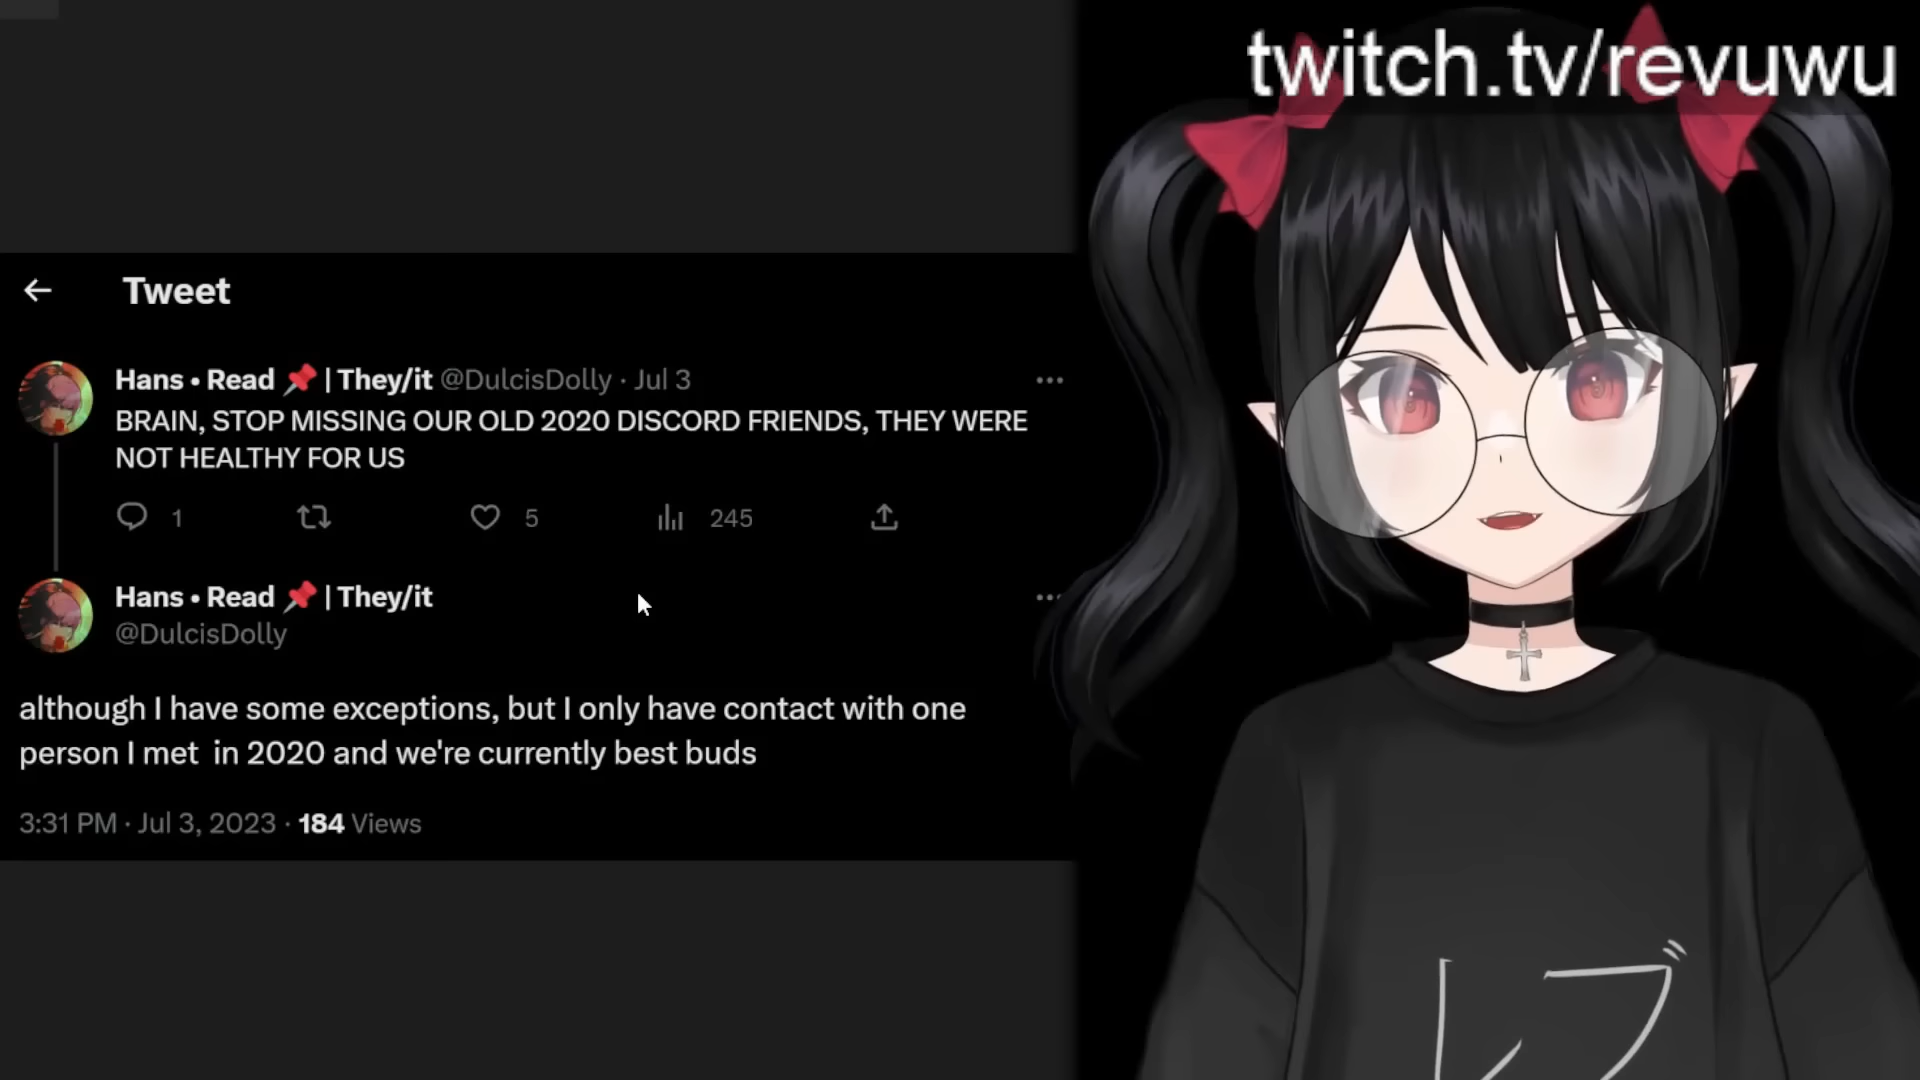 twitch.tv/revuwu
Tweet
Hans • Read 📌 | They/it @DulcisDolly · Jul 3
BRAIN, STOP MISSING OUR OLD 2020 DISCORD FRIENDS, THEY WERE
NOT HEALTHY FOR US
1 5 245
Hans • Read 📌 | They/it
@DulcisDolly
although I have some exceptions, but I only have contact with one
person I met in 2020 and we're currently best buds
3:31 PM · Jul 3, 2023 · 184 Views
レブ